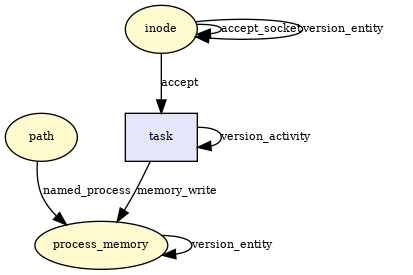 inode
accept_socket
version_entity
accept
path
task
version_activity
named_process
memory_write
process_memory
version_entity